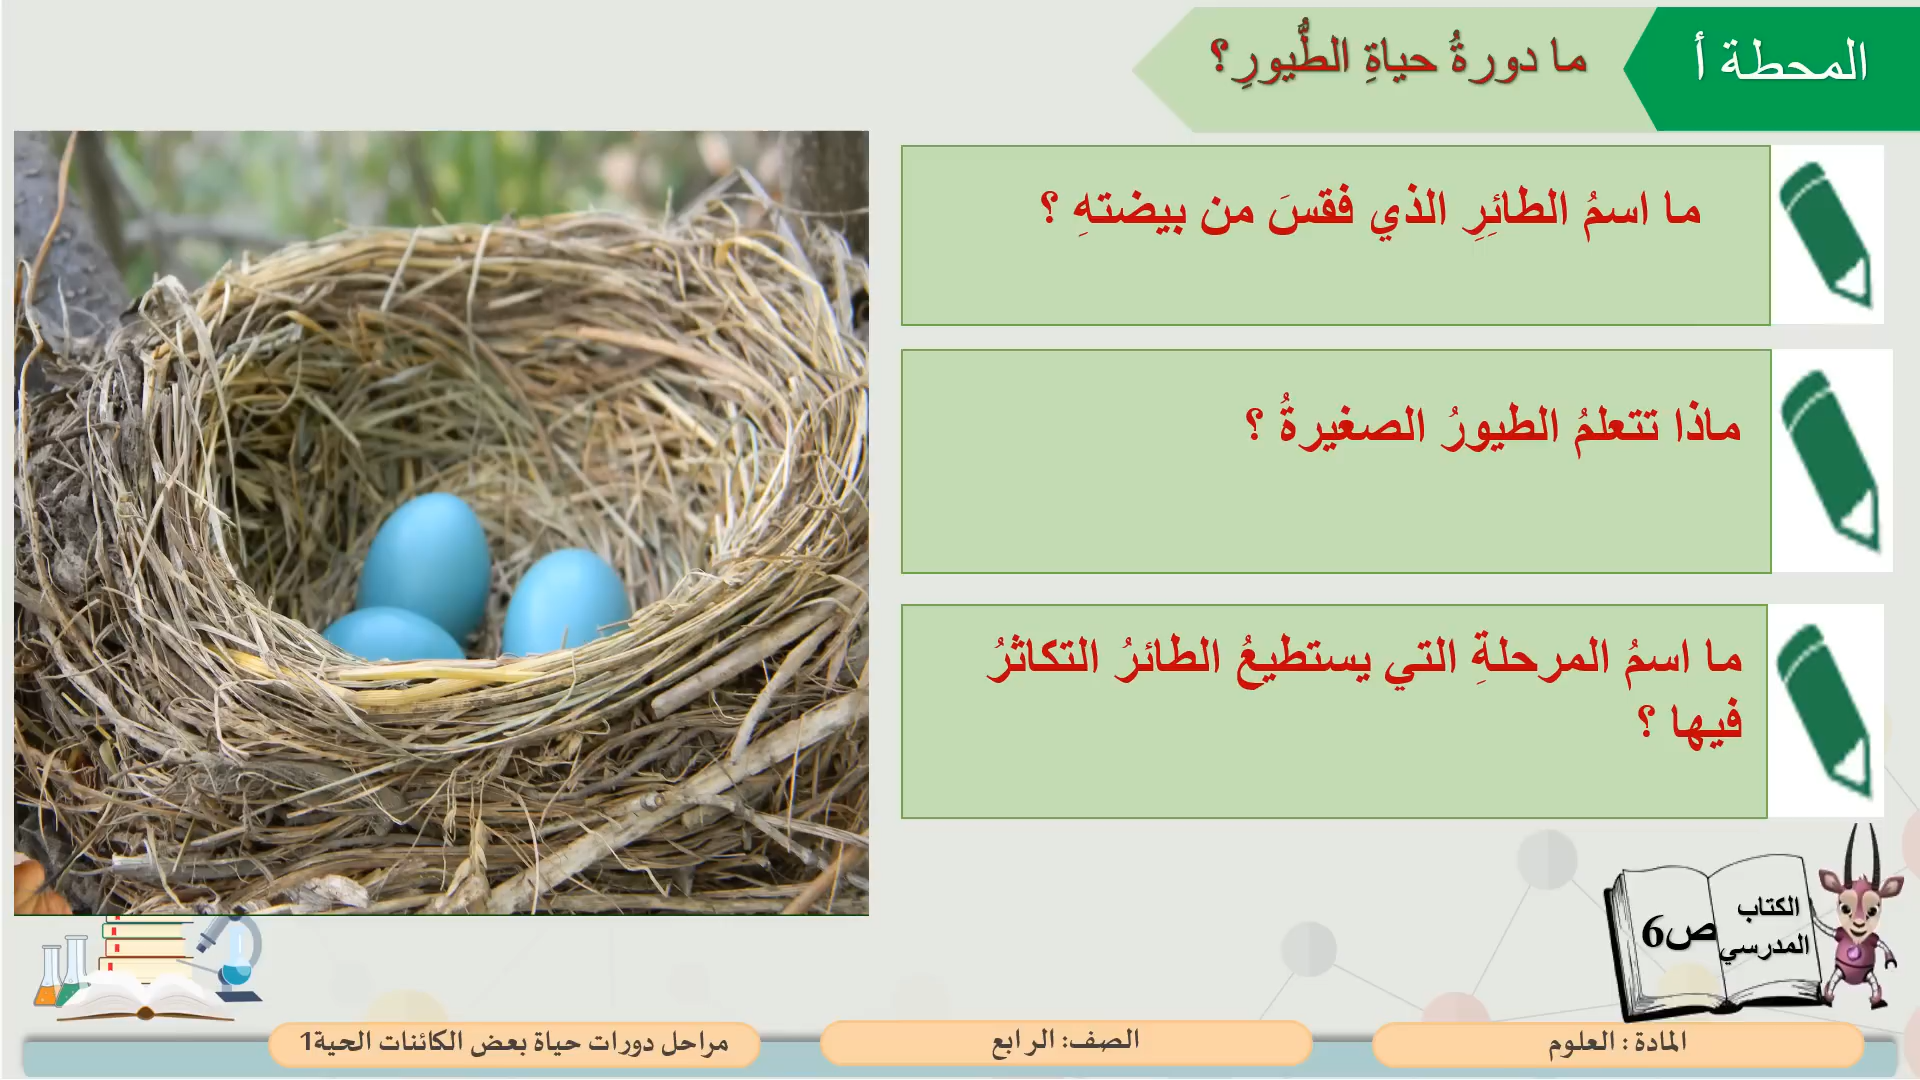 المحطة أ
ما دورةُ حياةِ الطُّيورِ؟
ما اسمُ الطائِرِ الذي فقسَ من بيضتهِ ؟
ماذا تتعلمُ الطيورُ الصغيرةُ ؟
ما اسمُ المرحلةِ التي يستطيعُ الطائرُ التكاثرُ
فيها ؟
الكتاب
المدرسي
ص6
المادة : العلوم
الصف: الرابع
مراحل دورات حياة بعض الكائنات الحية1